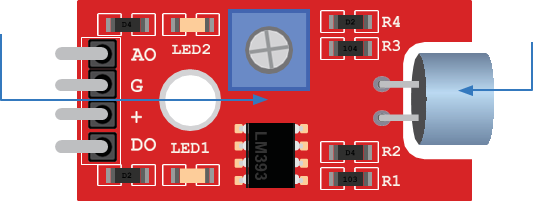 D4
LED2
D2
R4
AO
104
R3
G
+
DO
LM393
LED1
D4
R2
D2
103
R1